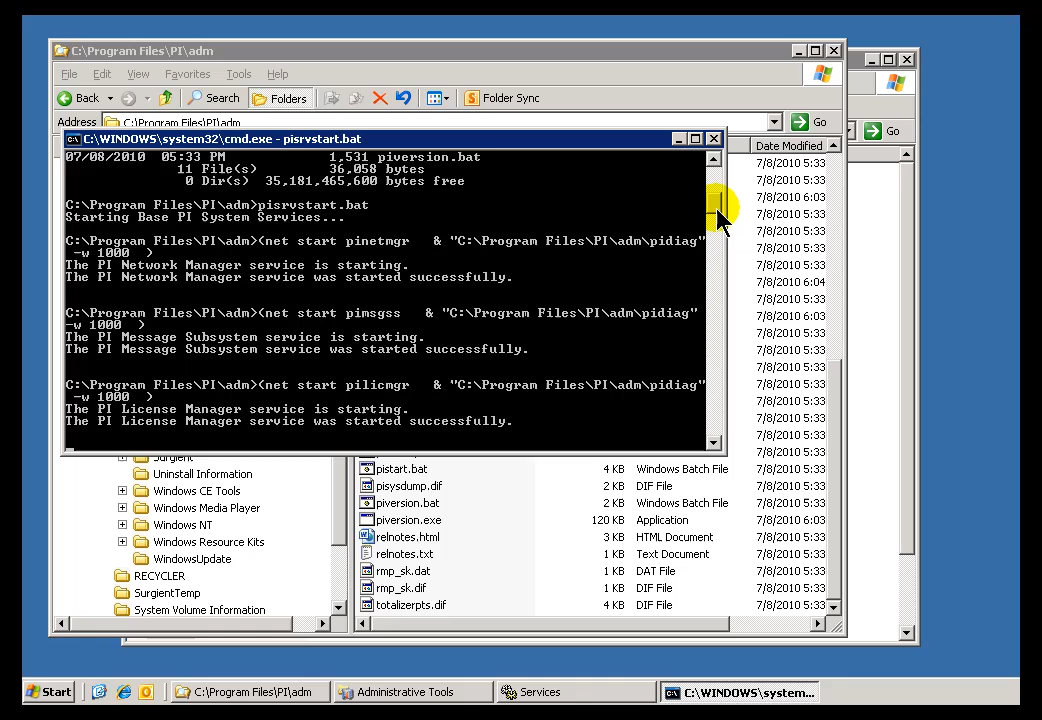 C:\Program Files\PI\adm
File Edit View Favorites Tools Help
Back Search Folders Folder Sync
Address C:\Program Files\PI\adm Go
Go
C:\WINDOWS\system32\cmd.exe - pisrvstart.bat
Date Modified
07/08/2010 05:33 PM 1,531 piversion.bat
11 File(s) 36,058 bytes
0 Dir(s) 35,181,465,600 bytes free
C:\Program Files\PI\adm>pisrvstart.bat
Starting Base PI System Services...
C:\Program Files\PI\adm>(net start pinetmgr & "C:\Program Files\PI\adm\pidiag"
-w 1000 )
The PI Network Manager service is starting.
The PI Network Manager service was started successfully.
C:\Program Files\PI\adm>(net start pimsgss & "C:\Program Files\PI\adm\pidiag"
-w 1000 )
The PI Message Subsystem service is starting.
The PI Message Subsystem service was started successfully.
C:\Program Files\PI\adm>(net start pilicmgr & "C:\Program Files\PI\adm\pidiag"
-w 1000 )
The PI License Manager service is starting.
The PI License Manager service was started successfully.
7/8/2010 5:33
7/8/2010 5:33
7/8/2010 6:03
7/8/2010 5:33
7/8/2010 5:33
7/8/2010 5:33
7/8/2010 5:33
7/8/2010 6:04
7/8/2010 5:33
7/8/2010 6:03
7/8/2010 5:33
7/8/2010 5:33
7/8/2010 5:33
7/8/2010 5:33
7/8/2010 5:33
7/8/2010 5:33
7/8/2010 5:33
7/8/2010 5:33
Surgient
Uninstall Information
Windows CE Tools
Windows Media Player
Windows NT
Windows Resource Kits
WindowsUpdate
RECYCLER
SurgientTemp
System Volume Information
pistart.bat 4 KB Windows Batch File 7/8/2010 5:33
pisysdump.dif 2 KB DIF File 7/8/2010 5:33
piversion.bat 2 KB Windows Batch File 7/8/2010 5:33
piversion.exe 120 KB Application 7/8/2010 6:03
relnotes.html 3 KB HTML Document 7/8/2010 5:33
relnotes.txt 1 KB Text Document 7/8/2010 5:33
rmp_sk.dat 1 KB DAT File 7/8/2010 5:33
rmp_sk.dif 1 KB DIF File 7/8/2010 5:33
totalizerpts.dif 4 KB DIF File 7/8/2010 5:33
Start C:\Program Files\PI\adm Administrative Tools Services C:\WINDOWS\system...